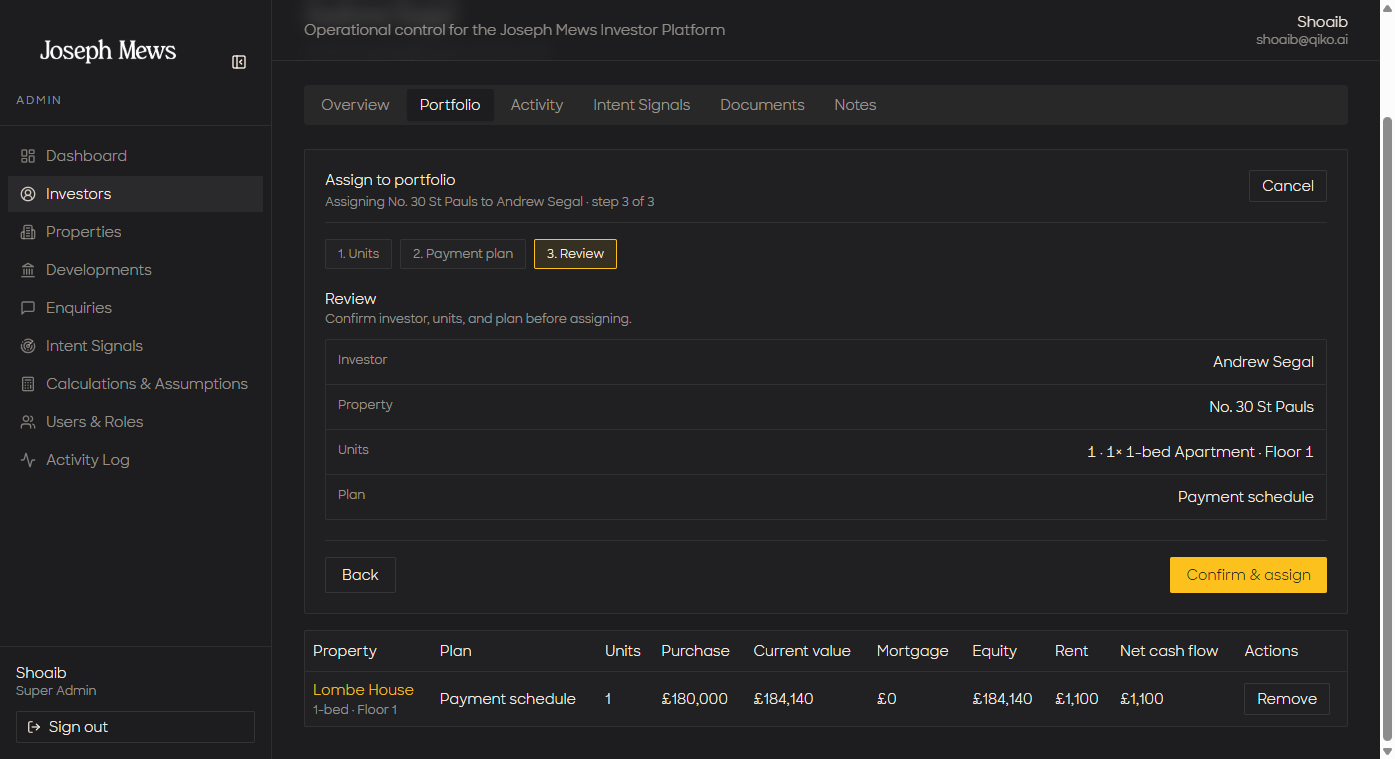 Joseph Mews
ADMIN
Dashboard
Investors
Properties
Developments
Enquiries
Intent Signals
Calculations & Assumptions
Users & Roles
Activity Log
Shoaib
Super Admin
Sign out
Operational control for the Joseph Mews Investor Platform
Shoaib
shoaib@qiko.ai
Overview Portfolio Activity Intent Signals Documents Notes
Assign to portfolio
Assigning No. 30 St Pauls to Andrew Segal · step 3 of 3
Cancel
1. Units 2. Payment plan 3. Review
Review
Confirm investor, units, and plan before assigning.
Investor Andrew Segal
Property No. 30 St Pauls
Units 1 · 1× 1-bed Apartment · Floor 1
Plan Payment schedule
Back Confirm & assign
Property Plan Units Purchase Current value Mortgage Equity Rent Net cash flow Actions
Lombe House Payment schedule 1 £180,000 £184,140 £0 £184,140 £1,100 £1,100 Remove
1-bed · Floor 1